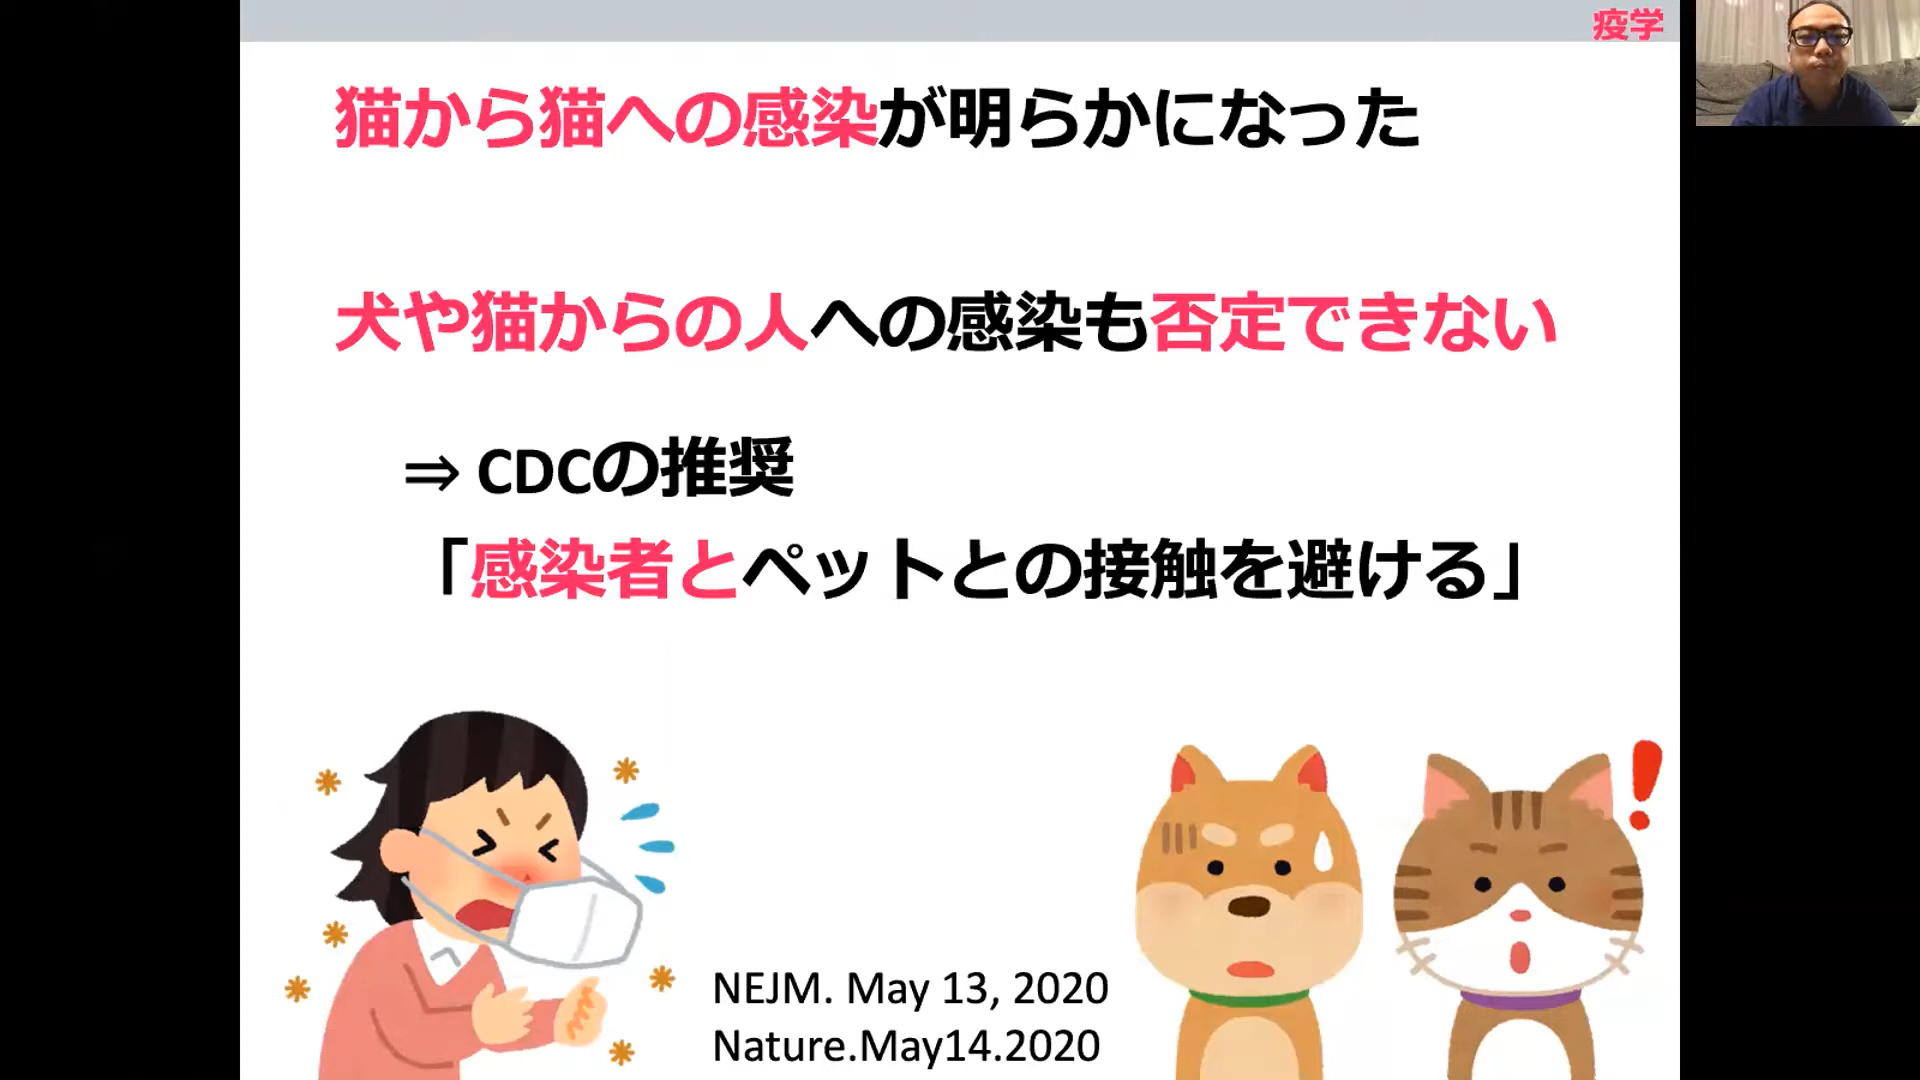 疫学
猫から猫への感染が明らかになった
犬や猫からの人への感染も否定できない
⇒ CDCの推奨
「感染者とペットとの接触を避ける」
NEJM. May 13, 2020
Nature.May14.2020